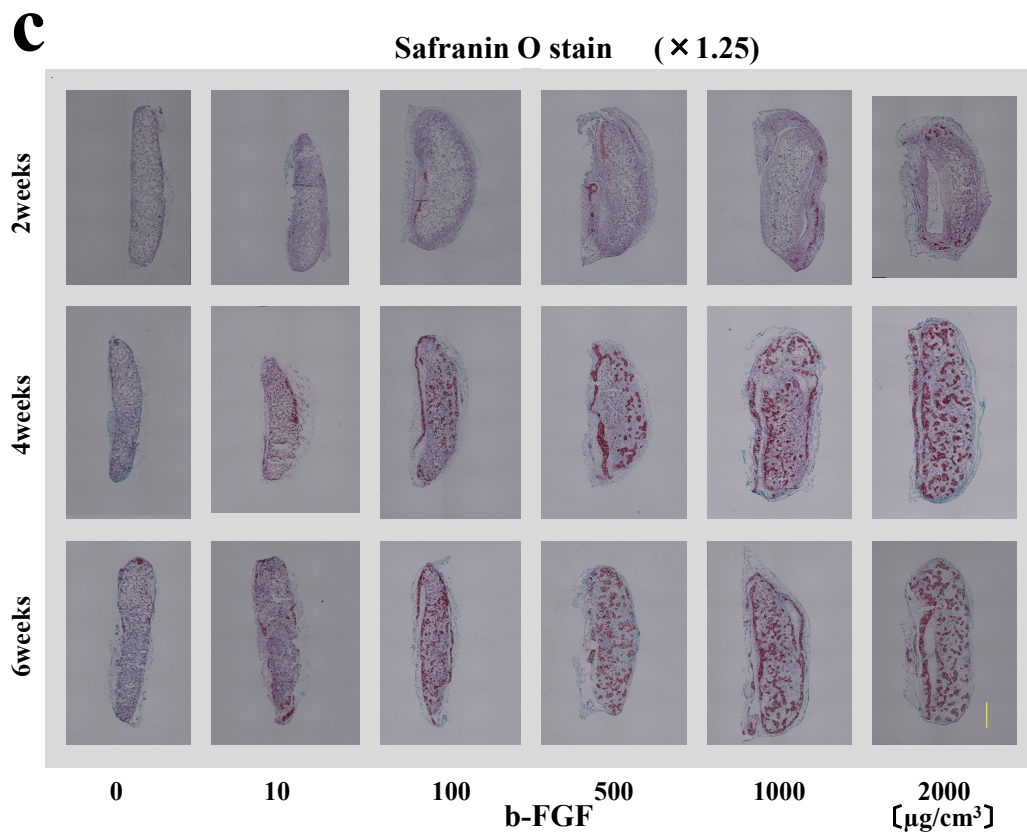 c
Safranin O stain (×1.25)
2weeks
4weeks
6weeks
0 10 100 500 1000 2000
b-FGF [µg/cm³]